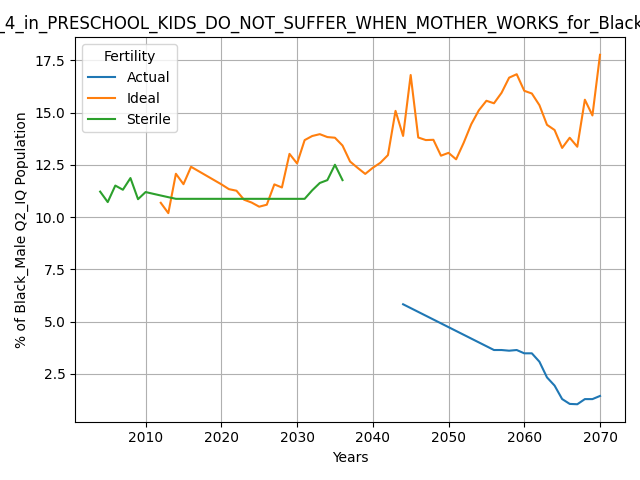 _4_in_PRESCHOOL_KIDS_DO_NOT_SUFFER_WHEN_MOTHER_WORKS_for_Black
Fertility
Actual
Ideal
Sterile
% of Black_Male Q2_IQ Population
17.5
15.0
12.5
10.0
7.5
5.0
2.5
2010 2020 2030 2040 2050 2060 2070
Years